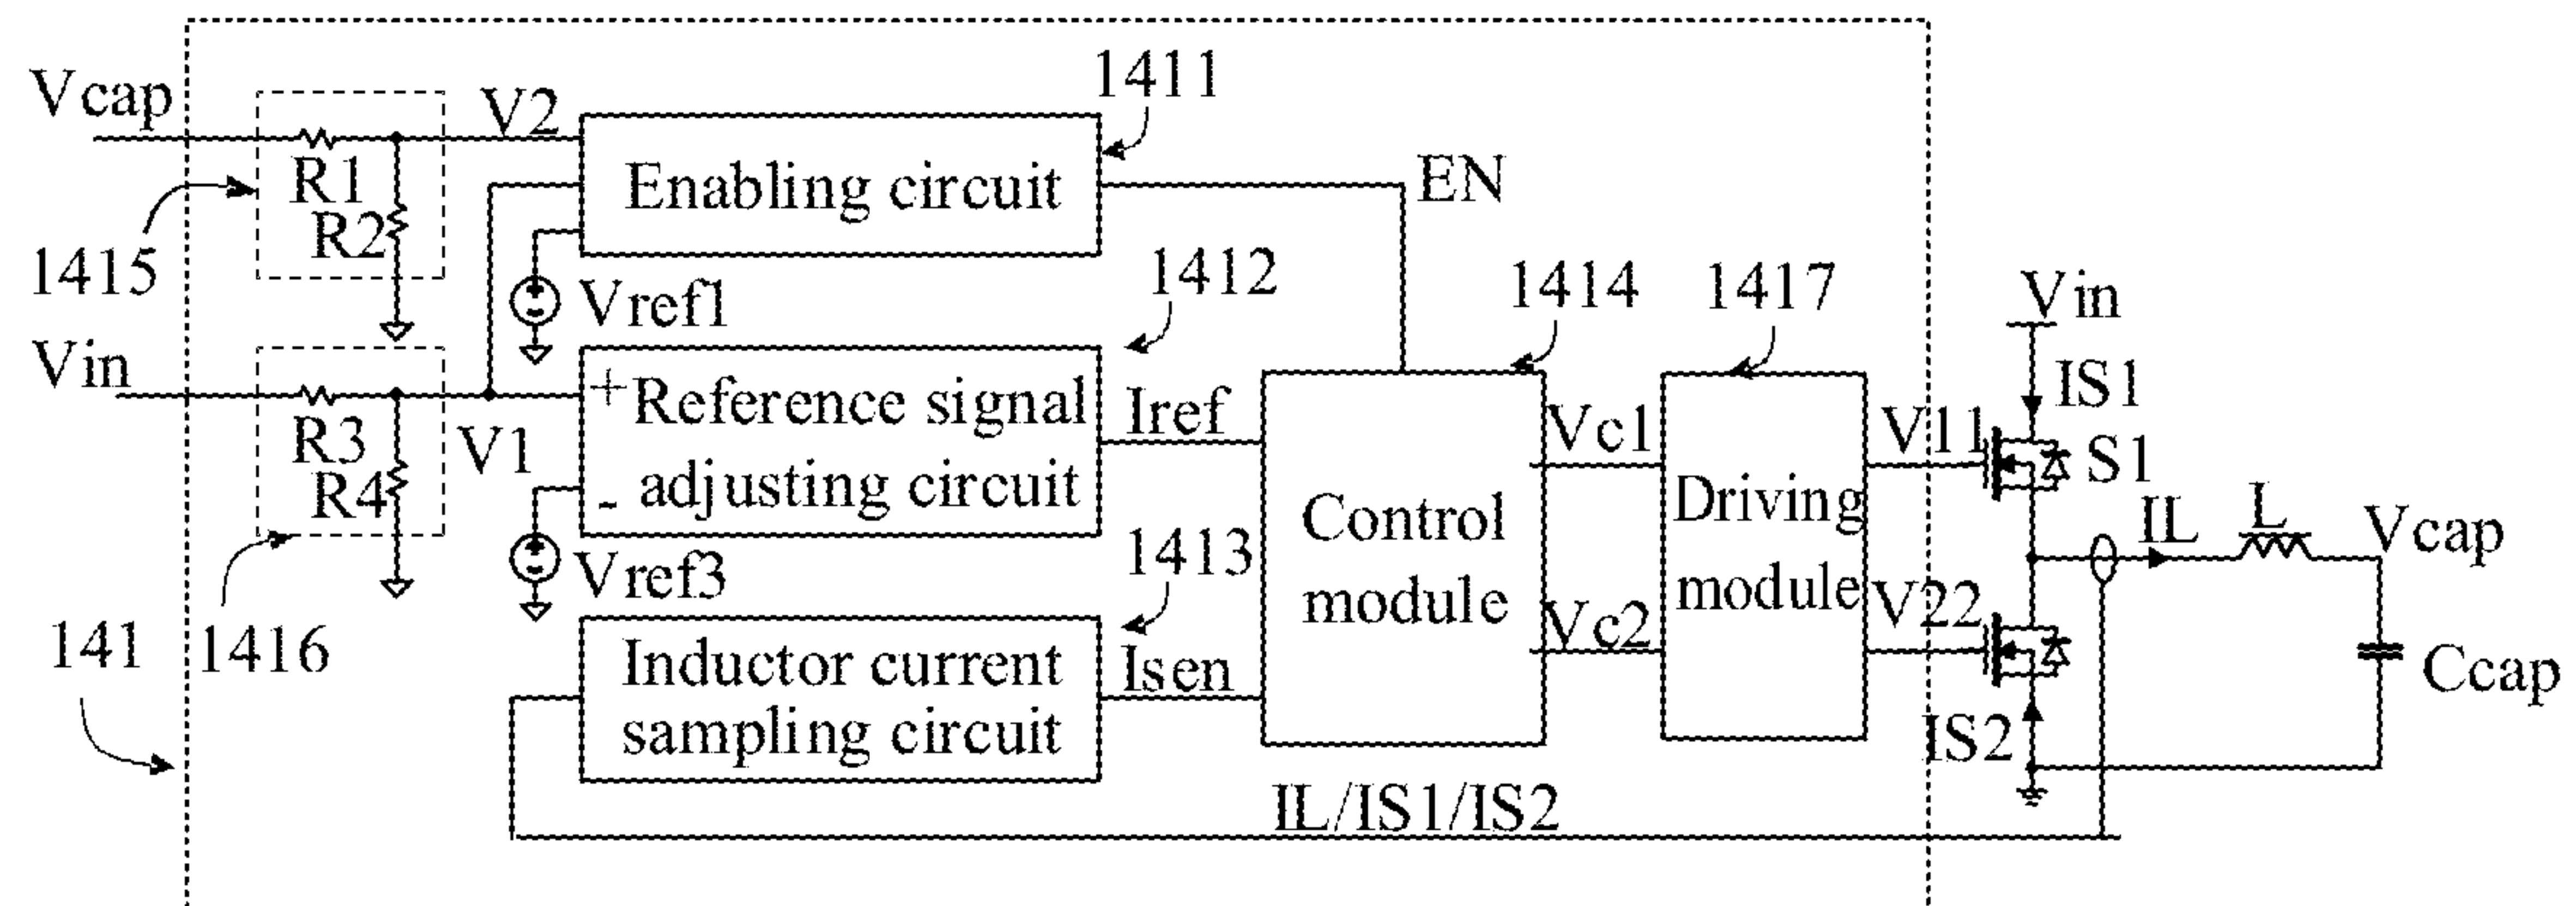 Vcap
V2
1411
R1
R2
1415
Enabling circuit
EN
Vref1
1412
1414
1417
Vin
Vin
R3
R4
V1
+
Reference signal
adjusting circuit
-
Iref
Vref3
1413
Control
module
Vc1
Vc2
Driving
module
V11
V22
IS1
S1
IL
L
Vcap
Ccap
IS2
141
1416
Inductor current
sampling circuit
Isen
IL/IS1/IS2